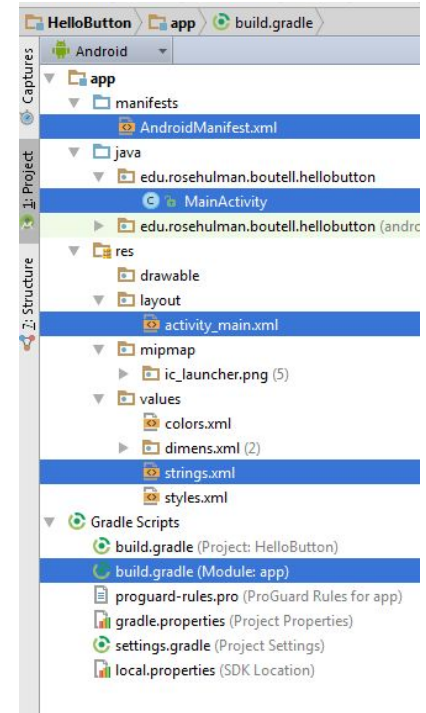 HelloButton app build.gradle
Android
Captures
1: Project
7: Structure
app
manifests
AndroidManifest.xml
java
edu.rosehulman.boutell.hellobutton
MainActivity
edu.rosehulman.boutell.hellobutton (andro
res
drawable
layout
activity_main.xml
mipmap
ic_launcher.png (5)
values
colors.xml
dimens.xml (2)
strings.xml
styles.xml
Gradle Scripts
build.gradle (Project: HelloButton)
build.gradle (Module: app)
proguard-rules.pro (ProGuard Rules for app)
gradle.properties (Project Properties)
settings.gradle (Project Settings)
local.properties (SDK Location)